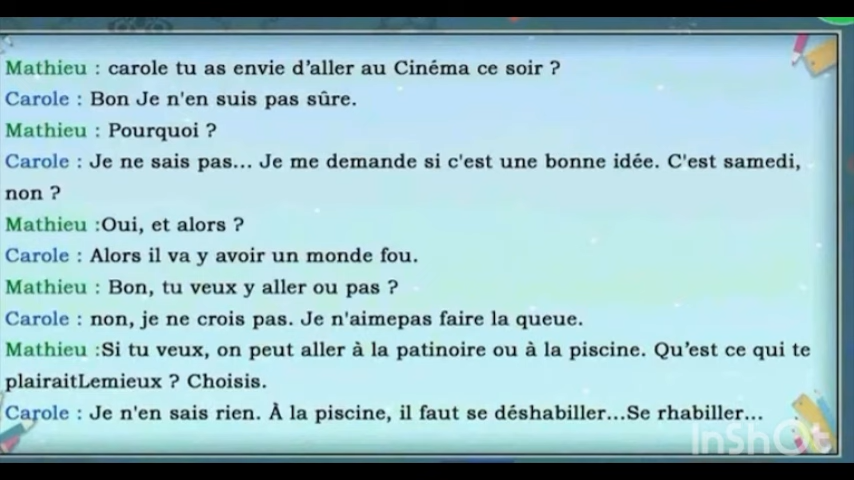 Mathieu : carole tu as envie d'aller au Cinéma ce soir ?
Carole : Bon Je n'en suis pas sûre.
Mathieu : Pourquoi ?
Carole : Je ne sais pas... Je me demande si c'est une bonne idée. C'est samedi,
non ?
Mathieu :Oui, et alors ?
Carole : Alors il va y avoir un monde fou.
Mathieu : Bon, tu veux y aller ou pas ?
Carole : non, je ne crois pas. Je n'aimepas faire la queue.
Mathieu :Si tu veux, on peut aller à la patinoire ou à la piscine. Qu'est ce qui te
plairaitLemieux ? Choisis.
Carole : Je n'en sais rien. À la piscine, il faut se déshabiller...Se rhabiller...
InShOt